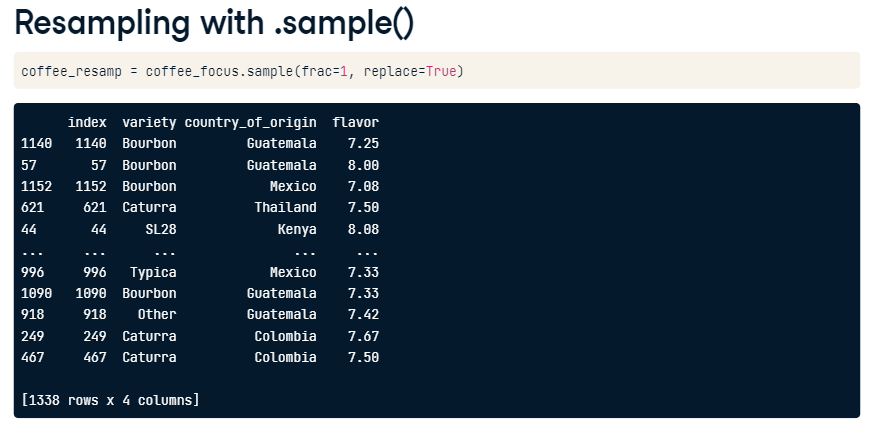 Resampling with .sample()
coffee_resamp = coffee_focus.sample(frac=1, replace=True)
index variety country_of_origin flavor
1140 1140 Bourbon Guatemala 7.25
57 57 Bourbon Guatemala 8.00
1152 1152 Bourbon Mexico 7.08
621 621 Caturra Thailand 7.50
44 44 SL28 Kenya 8.08
... ... ... ... ...
996 996 Typica Mexico 7.33
1090 1090 Bourbon Guatemala 7.33
918 918 Other Guatemala 7.42
249 249 Caturra Colombia 7.67
467 467 Caturra Colombia 7.50
[1338 rows x 4 columns]